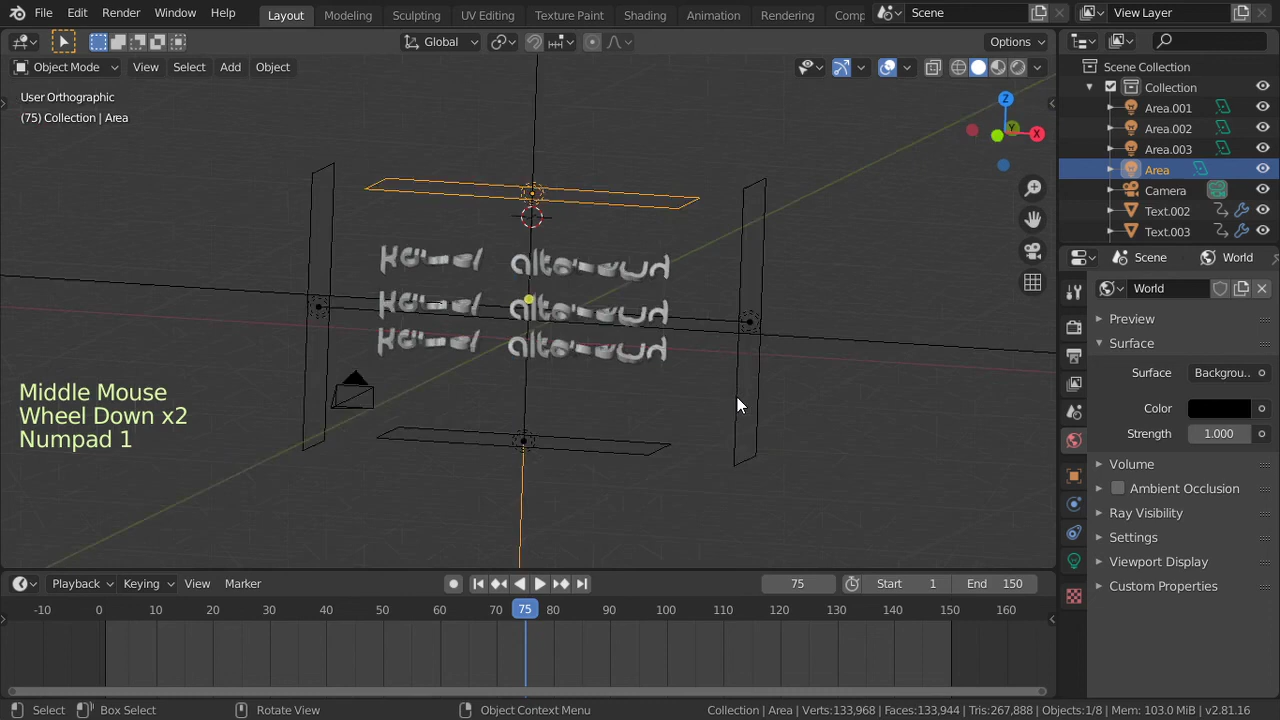 File Edit Render Window Help Layout Modeling Sculpting UV Editing Texture Paint Shading Animation Rendering Comp Scene View Layer
Global Options
Object Mode View Select Add Object
User Orthographic
(75) Collection | Area
Z
Y
X
Scene Collection
Collection
Area.001
Area.002
Area.003
Area
Camera
Text.002
Text.003
Scene World
World
Preview
Surface
Surface Backgrou..
Color
Strength 1.000
Volume
Ambient Occlusion
Ray Visibility
Settings
Viewport Display
Custom Properties
Middle Mouse
Wheel Down x2
Numpad 1
Playback Keying View Marker 75 Start 1 End 150
-10 0 10 20 30 40 50 60 70 75 80 90 100 110 120 130 140 150 160
Select Box Select Rotate View Object Context Menu Collection | Area | Verts:133,968 | Faces:133,944 | Tris:267,888 | Objects:1/8 | Mem: 103.0 MiB | v2.81.16